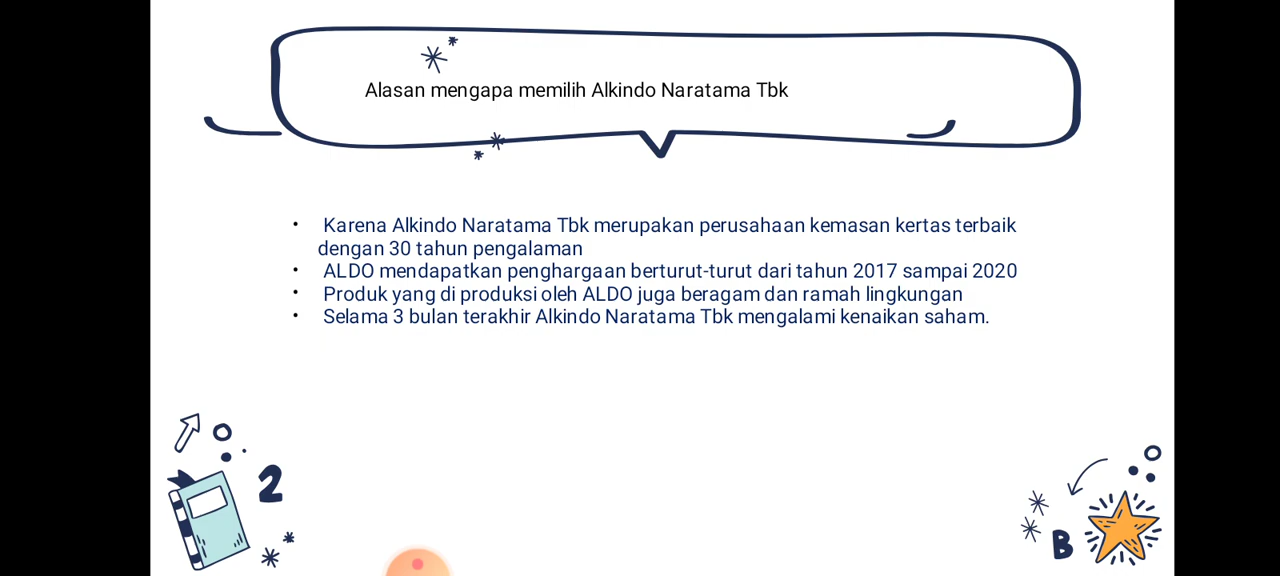 Alasan mengapa memilih Alkindo Naratama Tbk
• Karena Alkindo Naratama Tbk merupakan perusahaan kemasan kertas terbaik
dengan 30 tahun pengalaman
• ALDO mendapatkan penghargaan berturut-turut dari tahun 2017 sampai 2020
• Produk yang di produksi oleh ALDO juga beragam dan ramah lingkungan
• Selama 3 bulan terakhir Alkindo Naratama Tbk mengalami kenaikan saham.
2
B